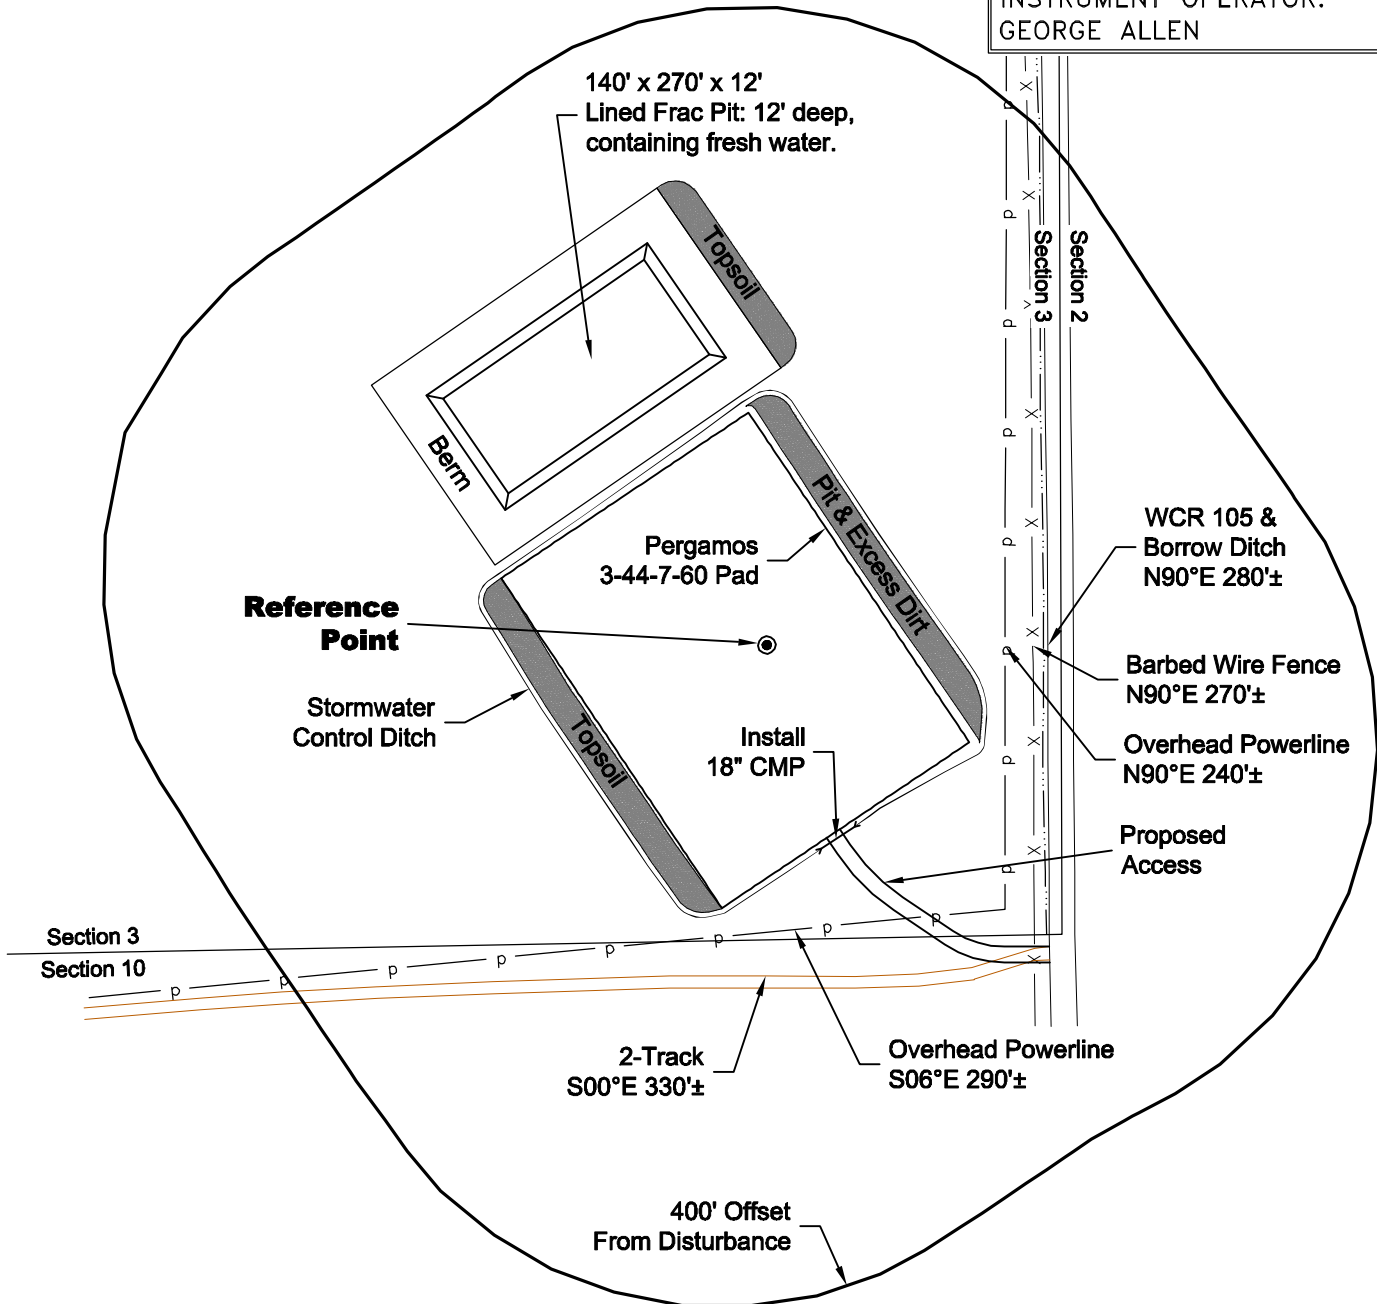 INSTRUMENT OPERATOR:
GEORGE ALLEN
140' x 270' x 12'
Lined Frac Pit: 12' deep,
containing fresh water.
Topsoil
Section 2
Section 3
Berm
Pit & Excess Dirt
Pergamos
3-44-7-60 Pad
WCR 105 &
Borrow Ditch
N90°E 280'±
Reference
Point
Barbed Wire Fence
N90°E 270'±
Stormwater
Control Ditch
Topsoil
Install
18" CMP
Overhead Powerline
N90°E 240'±
Proposed
Access
Section 3
Section 10
2-Track
S00°E 330'±
Overhead Powerline
S06°E 290'±
400' Offset
From Disturbance